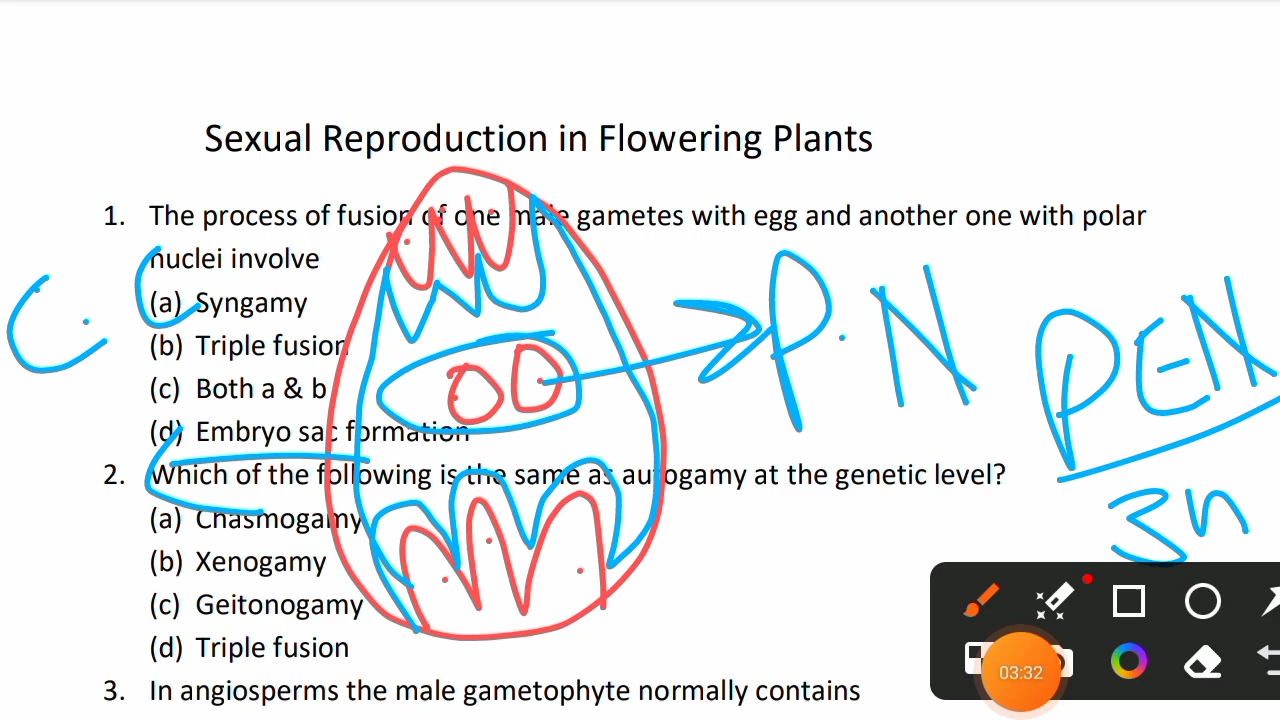 Sexual Reproduction in Flowering Plants
1. The process of fusion of one male gametes with egg and another one with polar
nuclei involve
(a) Syngamy
(b) Triple fusion
(c) Both a & b
(d) Embryo sac formation
2. Which of the following is the same as autogamy at the genetic level?
(a) Chasmogamy
(b) Xenogamy
(c) Geitonogamy
(d) Triple fusion
3. In angiosperms the male gametophyte normally contains
C.C
P.N
PEN
3n
03:32